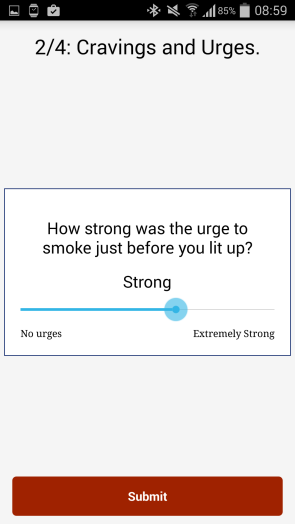 85% 08:59
2/4: Cravings and Urges.
How strong was the urge to
smoke just before you lit up?
Strong
No urges Extremely Strong
Submit